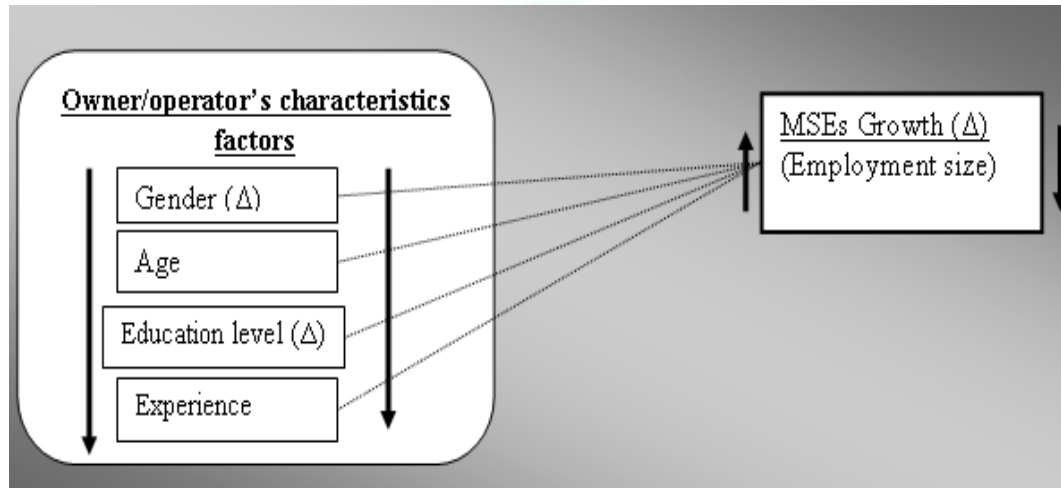 Owner/operator's characteristics
factors
Gender (Δ)
Age
Education level (Δ)
Experience
MSEs Growth (Δ)
(Employment size)